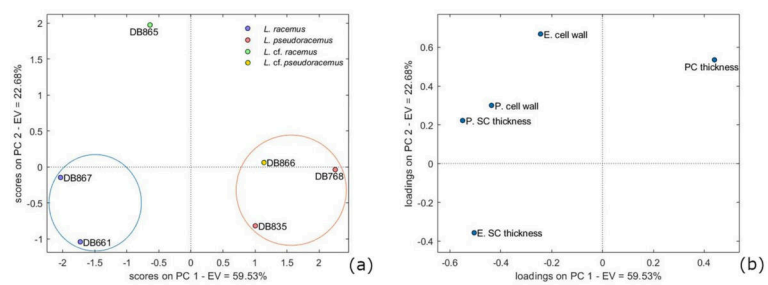 2
1.5
1
0.5
0
-0.5
-1
scores on PC 2 - EV = 22.68%
DB865
L. racemus
L. pseudoracemus
L. cf. racemus
L. cf. pseudoracemus
DB867
DB661
DB866
DB768
DB835
-2 -1.5 -1 -0.5 0 0.5 1 1.5 2
scores on PC 1 - EV = 59.53%
(a)
0.8
0.6
0.4
0.2
0
-0.2
-0.4
loadings on PC 2 - EV = 22.68%
E. cell wall
PC thickness
P. cell wall
P. SC thickness
E. SC thickness
-0.6 -0.4 -0.2 0 0.2 0.4
loadings on PC 1 - EV = 59.53%
(b)